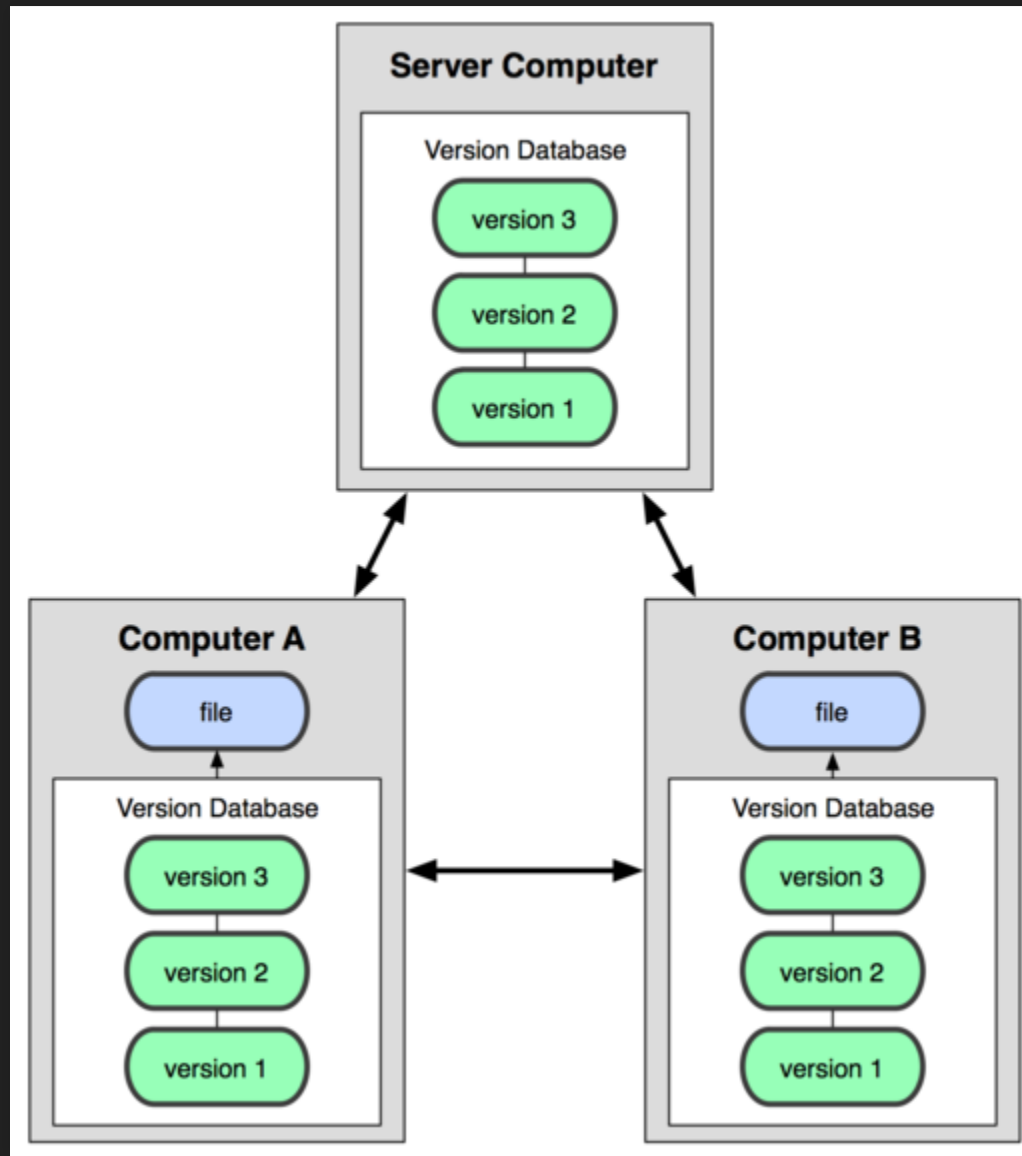 Server Computer
Version Database
version 3
version 2
version 1
Computer A
file
Version Database
version 3
version 2
version 1
Computer B
file
Version Database
version 3
version 2
version 1